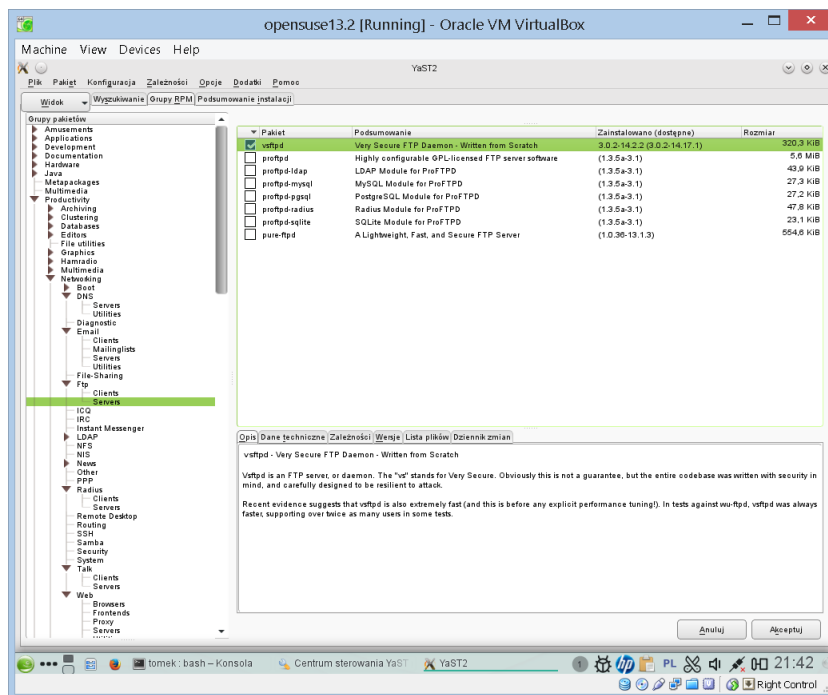 opensuse13.2 [Running] - Oracle VM VirtualBox
Machine View Devices Help
YaST2
Plik Pakiet Konfiguracja Zależności Opcje Dodatki Pomoc
Widok Wyszukiwanie Grupy RPM Podsumowanie instalacji
Grupy pakietów
Amusements
Applications
Development
Documentation
Hardware
Java
Metapackages
Multimedia
Productivity
Archiving
Clustering
Databases
Editors
File utilities
Graphics
Hamradio
Multimedia
Networking
Boot
DNS
Servers
Utilities
Diagnostic
Email
Clients
Mailinglists
Servers
Utilities
File-Sharing
Ftp
Clients
Servers
ICQ
IRC
Instant Messenger
LDAP
NFS
NIS
News
Other
PPP
Radius
Clients
Servers
Remote Desktop
Routing
SSH
Samba
Security
System
Talk
Clients
Servers
Web
Browsers
Frontends
Proxy
Servers
Pakiet Podsumowanie Zainstalowano (dostępne) Rozmiar
vsftpd Very Secure FTP Daemon - Written from Scratch 3.0.2-14.2.2 (3.0.2-14.17.1) 320,3 KiB
proftpd Highly configurable GPL-licensed FTP server software (1.3.5a-3.1) 5,6 MiB
proftpd-ldap LDAP Module for ProFTPD (1.3.5a-3.1) 43,9 KiB
proftpd-mysql MySQL Module for ProFTPD (1.3.5a-3.1) 27,3 KiB
proftpd-pgsql PostgreSQL Module for ProFTPD (1.3.5a-3.1) 27,2 KiB
proftpd-radius Radius Module for ProFTPD (1.3.5a-3.1) 47,8 KiB
proftpd-sqlite SQLite Module for ProFTPD (1.3.5a-3.1) 23,1 KiB
pure-ftpd A Lightweight, Fast, and Secure FTP Server (1.0.36-13.1.3) 554,6 KiB
Opis Dane techniczne Zależności Wersje Lista plików Dziennik zmian
vsftpd - Very Secure FTP Daemon - Written from Scratch
Vsftpd is an FTP server, or daemon. The "vs" stands for Very Secure. Obviously this is not a guarantee, but the entire codebase was written with security in
mind, and carefully designed to be resilient to attack.
Recent evidence suggests that vsftpd is also extremely fast (and this is before any explicit performance tuning!). In tests against wu-ftpd, vsftpd was always
faster, supporting over twice as many users in some tests.
Anuluj Akceptuj
tomek : bash – Konsola Centrum sterowania YaST YaST2 1 hp PL 21:42
Right Control